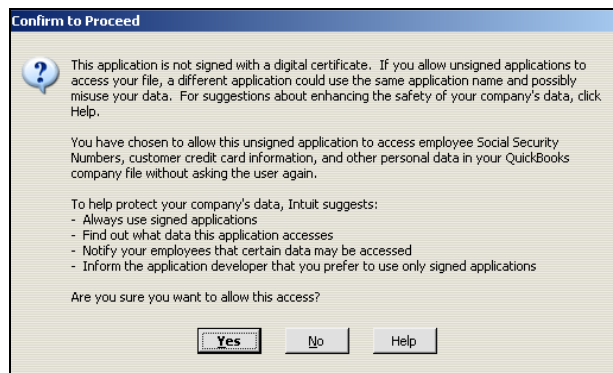 Confirm to Proceed
This application is not signed with a digital certificate. If you allow unsigned applications to
access your file, a different application could use the same application name and possibly
misuse your data. For suggestions about enhancing the safety of your company's data, click
Help.
You have chosen to allow this unsigned application to access employee Social Security
Numbers, customer credit card information, and other personal data in your QuickBooks
company file without asking the user again.
To help protect your company's data, Intuit suggests:
- Always use signed applications
- Find out what data this application accesses
- Notify your employees that certain data may be accessed
- Inform the application developer that you prefer to use only signed applications
Are you sure you want to allow this access?
Yes No Help